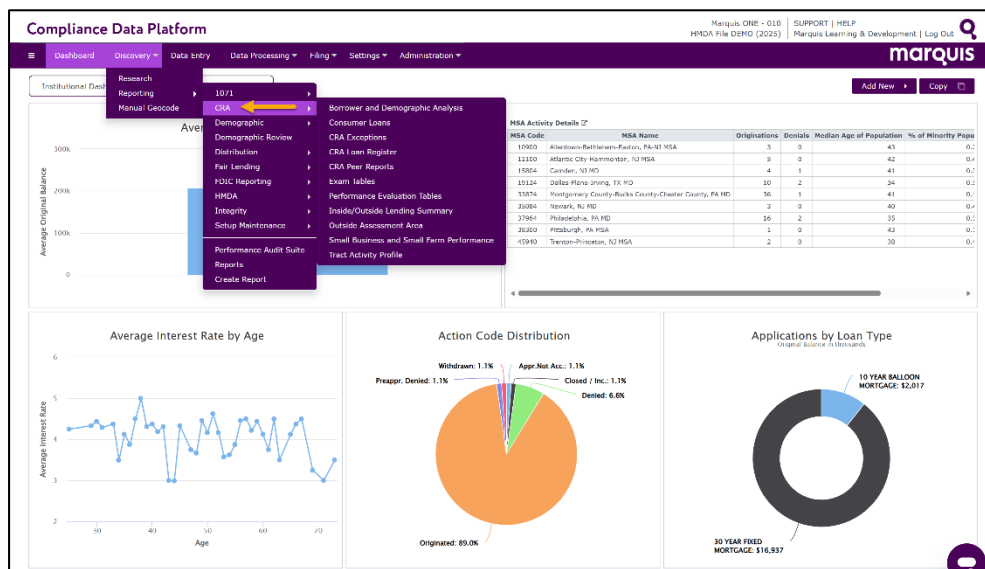 Compliance Data Platform
Marquis ONE - 010 | SUPPORT | HELP
HMDA File DEMO (2025) | Marquis Learning & Development | Log Out
Dashboard Discovery Data Entry Data Processing Filing Settings Administration
marquis
Institutional Dash
Add New Copy
Research
Reporting
Manual Geocode
1071
CRA
Demographic
Demographic Review
Distribution
Fair Lending
FDIC Reporting
HMDA
Integrity
Setup Maintenance
Performance Audit Suite
Reports
Create Report
Borrower and Demographic Analysis
Consumer Loans
CRA Exceptions
CRA Loan Register
CRA Peer Reports
Exam Tables
Performance Evaluation Tables
Inside/Outside Lending Summary
Outside Assessment Area
Small Business and Small Farm Performance
Tract Activity Profile
Aver
Average Original Balance
300k
200k
100k
0
MSA Activity Details
MSA Code MSA Name Originations Denials Median Age of Population % of Minority Popu
10900 Allentown-Bethlehem-Easton, PA-NJ MSA 3 0 43
12100 Atlantic City-Hammonton, NJ MSA 5 0 42
15804 Camden, NJ MD 4 1 41
19124 Dallas-Plano-Irving, TX MD 10 2 34
33874 Montgomery County-Bucks County-Chester County, PA MD 36 1 41
35084 Newark, NJ MD 3 0 40
37964 Philadelphia, PA MD 16 2 35
38300 Pittsburgh, PA MSA 1 0 43
45940 Trenton-Princeton, NJ MSA 2 0 38
Average Interest Rate by Age
Average Interest Rate
6
5
4
3
2
30 40 50 60 70
Age
Action Code Distribution
Withdrawn: 1.1%
Appr.Not Acc.: 1.1%
Preappr. Denied: 1.1%
Closed / Inc.: 1.1%
Denied: 6.6%
Originated: 89.0%
Applications by Loan Type
Original Balance in thousands
10 YEAR BALLOON
MORTGAGE: $2,017
30 YEAR FIXED
MORTGAGE: $16,937